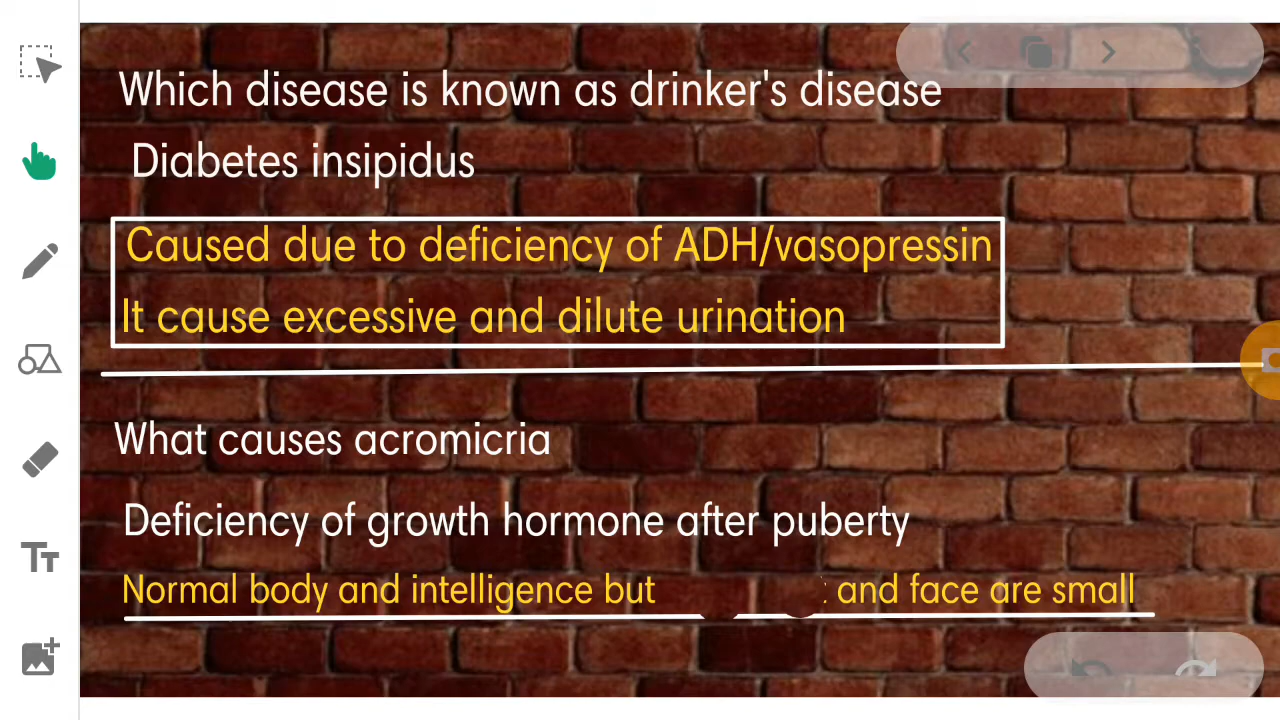 Which disease is known as drinker's disease
Diabetes insipidus
Caused due to deficiency of ADH/vasopressin
It cause excessive and dilute urination
What causes acromicria
Deficiency of growth hormone after puberty
Normal body and intelligence but and face are small